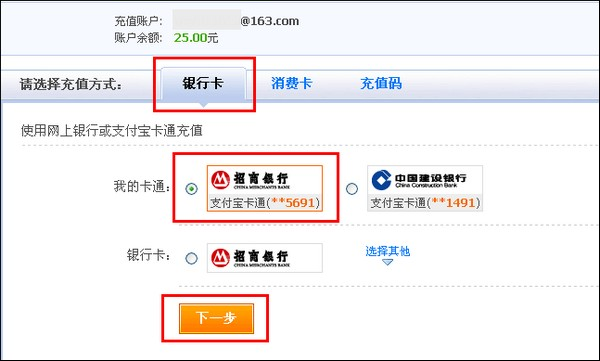 充值账户: @163.com
账户余额: 25.00元
请选择充值方式: 银行卡 消费卡 充值码
使用网上银行或支付宝卡通充值
我的卡通: 招商银行 中国建设银行
CHINA MERCHANTS BANK China Construction Bank
支付宝卡通(**5691) 支付宝卡通(**1491)
银行卡: 招商银行 选择其他
CHINA MERCHANTS BANK
下一步